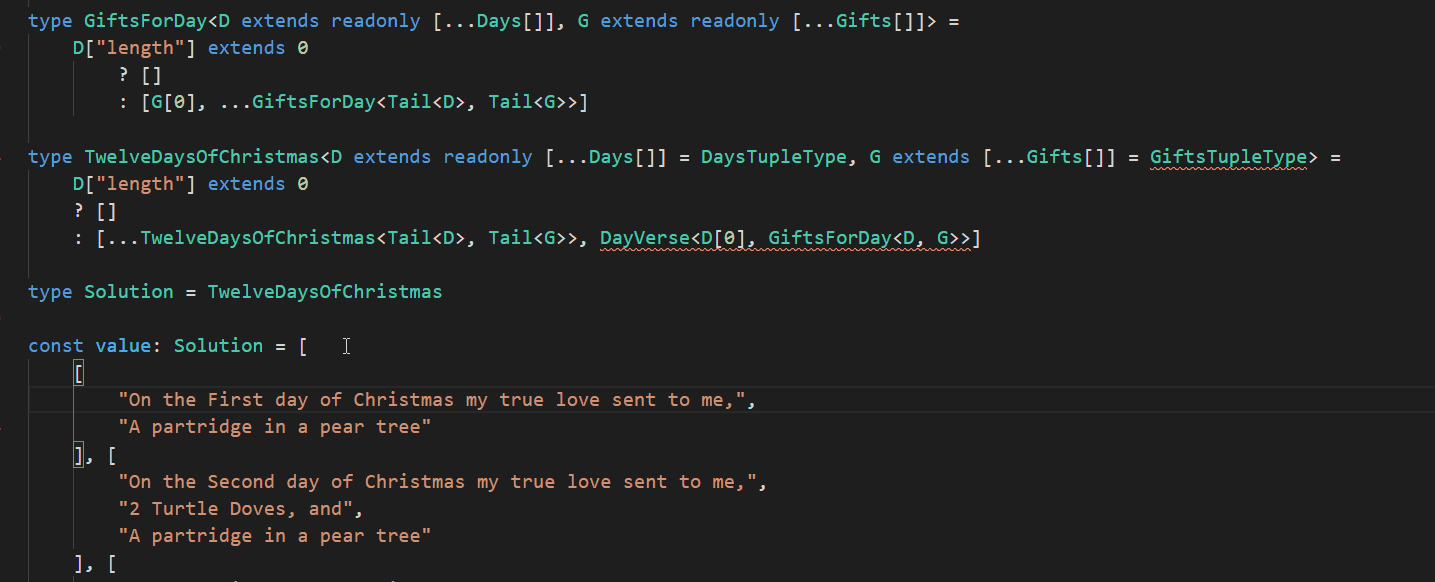 type GiftsForDay<D extends readonly [...Days[]], G extends readonly [...Gifts[]]> =
D["length"] extends 0
? []
: [G[0], ...GiftsForDay<Tail<D>, Tail<G>>]
type TwelveDaysOfChristmas<D extends readonly [...Days[]] = DaysTupleType, G extends [...Gifts[]] = GiftsTupleType> =
D["length"] extends 0
? []
: [...TwelveDaysOfChristmas<Tail<D>, Tail<G>>, DayVerse<D[0], GiftsForDay<D, G>>]
type Solution = TwelveDaysOfChristmas
const value: Solution = [
[
"On the First day of Christmas my true love sent to me,",
"A partridge in a pear tree"
], [
"On the Second day of Christmas my true love sent to me,",
"2 Turtle Doves, and",
"A partridge in a pear tree"
], [